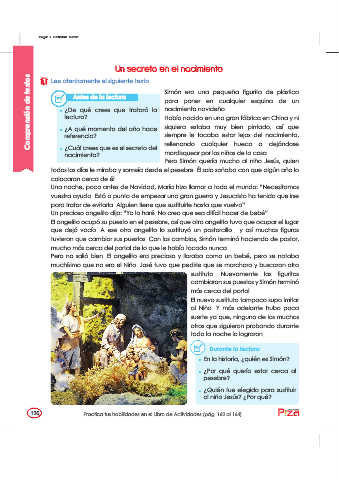 Un secreto en el nacimiento
Comprensión de textos
1 Lee atentamente el siguiente texto.
Antes de la lectura
¿De qué crees que tratará la
lectura?
¿A qué momento del año hace
referencia?
¿Cuál crees que es el secreto del
nacimiento?
Simón era una pequeña figurita de plástico
para poner en cualquier esquina de un
nacimiento navideño.
Había nacido en una gran fábrica en China y ni
siquiera estaba muy bien pintado, así que
siempre le tocaba estar lejos del nacimiento,
rellenando cualquier hueco o dejándose
mordisquear por los niños de la casa.
Pero Simón quería mucho al niño Jesús, quien
todos los días le miraba y sonreía desde el pesebre. Él solo soñaba con que algún año lo
colocaran cerca de él.
Una noche, poco antes de Navidad, María hizo llamar a todo el mundo: "Necesitamos
vuestra ayuda. Está a punto de empezar una gran guerra y Jesucristo ha tenido que irse
para tratar de evitarla. Alguien tiene que sustituirle hasta que vuelva"
Un precioso angelito dijo: "Yo lo haré. No creo que sea difícil hacer de bebé"
El angelito ocupó su puesto en el pesebre, así que otro angelito tuvo que ocupar el lugar
que dejó vacío. A ese otro angelito lo sustituyó un pastorcillo... y así muchas figuras
tuvieron que cambiar sus puestos. Con los cambios, Simón terminó haciendo de pastor,
mucho más cerca del portal de lo que le había tocado nunca.
Pero no salió bien. El angelito era precioso y lloraba como un bebé, pero se notaba
muchísimo que no era el Niño. José tuvo que pedirle que se marchara y buscaron otro
sustituto. Nuevamente las figuritas
cambiaron sus puestos y Simón terminó
más cerca del portal.
El nuevo sustituto tampoco supo imitar
al Niño. Y más adelante hubo poca
suerte ya que, ninguno de los muchos
otros que siguieron probando durante
toda la noche lo lograron.
Durante la lectura
En la historia, ¿quién es Simón?
¿Por qué quería estar cerca al
pesebre?
¿Quién fue elegido para sustituir
al niño Jesús? ¿Por qué?
136
Practica tus habilidades en el Libro de Actividades (pág. 163 al 164)